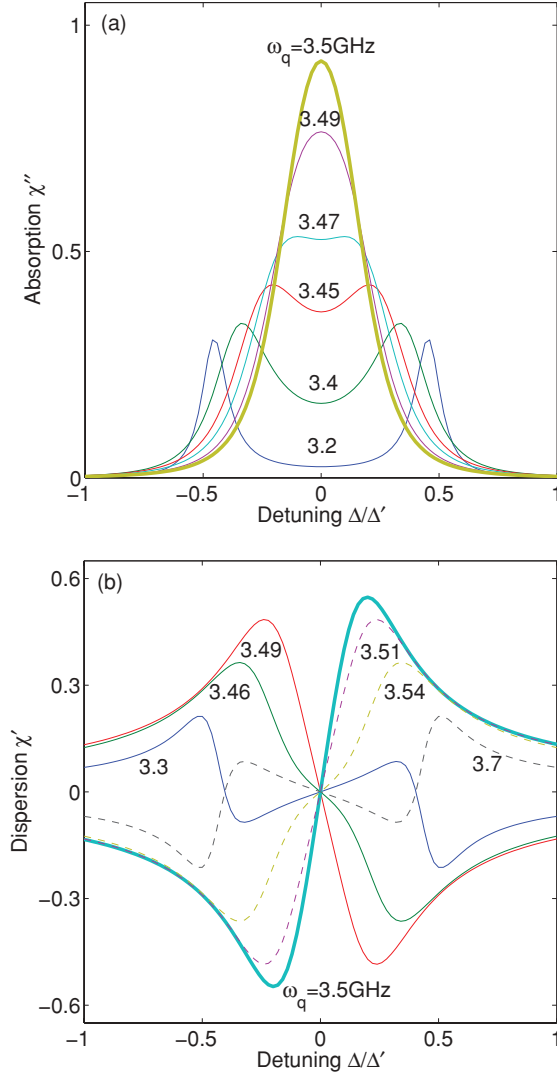 (a)
1
ω_q=3.5GHz
3.49
3.47
0.5
3.45
3.4
3.2
0
Absorption χ″
−1 −0.5 0 0.5 1
Detuning Δ/Δ′
(b)
0.6
3.49 3.51
3.46 3.54
0.3
3.3 3.7
0
−0.3
ω_q=3.5GHz
−0.6
Dispersion χ′
−1 −0.5 0 0.5 1
Detuning Δ/Δ′